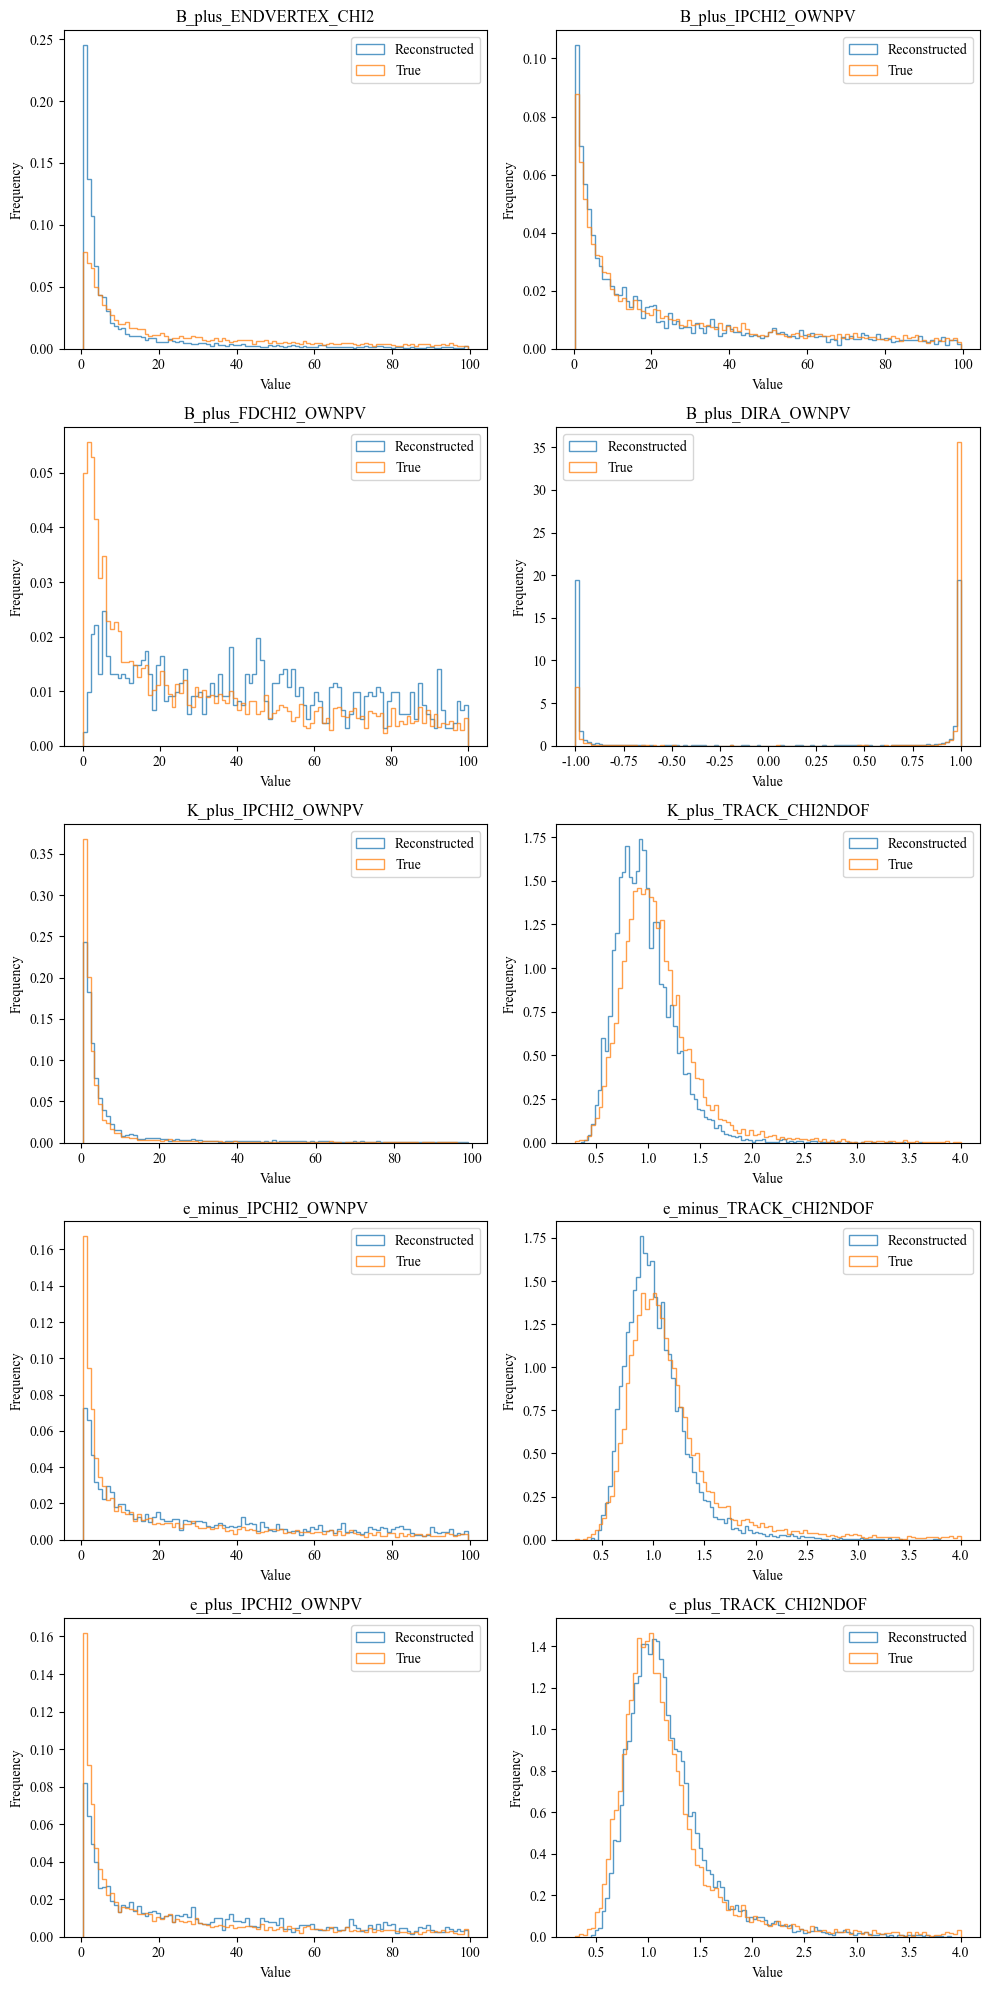 B_plus_ENDVERTEX_CHI2
0.25
0.20
0.15
0.10
0.05
0.00
Frequency
Reconstructed
True
0
20
40
60
80
100
Value
B_plus_IPCHI2_OWNPV
0.10
0.08
0.06
0.04
0.02
0.00
Frequency
Reconstructed
True
0
20
40
60
80
100
Value
B_plus_FDCHI2_OWNPV
0.05
0.04
0.03
0.02
0.01
0.00
Frequency
Reconstructed
True
0
20
40
60
80
100
Value
B_plus_DIRA_OWNPV
35
30
25
20
15
10
5
0
Frequency
Reconstructed
True
-1.00
-0.75
-0.50
-0.25
0.00
0.25
0.50
0.75
1.00
Value
K_plus_IPCHI2_OWNPV
0.35
0.30
0.25
0.20
0.15
0.10
0.05
0.00
Frequency
Reconstructed
True
0
20
40
60
80
100
Value
K_plus_TRACK_CHI2NDOF
1.75
1.50
1.25
1.00
0.75
0.50
0.25
0.00
Frequency
Reconstructed
True
0.5
1.0
1.5
2.0
2.5
3.0
3.5
4.0
Value
e_minus_IPCHI2_OWNPV
0.16
0.14
0.12
0.10
0.08
0.06
0.04
0.02
0.00
Frequency
Reconstructed
True
0
20
40
60
80
100
Value
e_minus_TRACK_CHI2NDOF
1.75
1.50
1.25
1.00
0.75
0.50
0.25
0.00
Frequency
Reconstructed
True
0.5
1.0
1.5
2.0
2.5
3.0
3.5
4.0
Value
e_plus_IPCHI2_OWNPV
0.16
0.14
0.12
0.10
0.08
0.06
0.04
0.02
0.00
Frequency
Reconstructed
True
0
20
40
60
80
100
Value
e_plus_TRACK_CHI2NDOF
1.4
1.2
1.0
0.8
0.6
0.4
0.2
0.0
Frequency
Reconstructed
True
0.5
1.0
1.5
2.0
2.5
3.0
3.5
4.0
Value